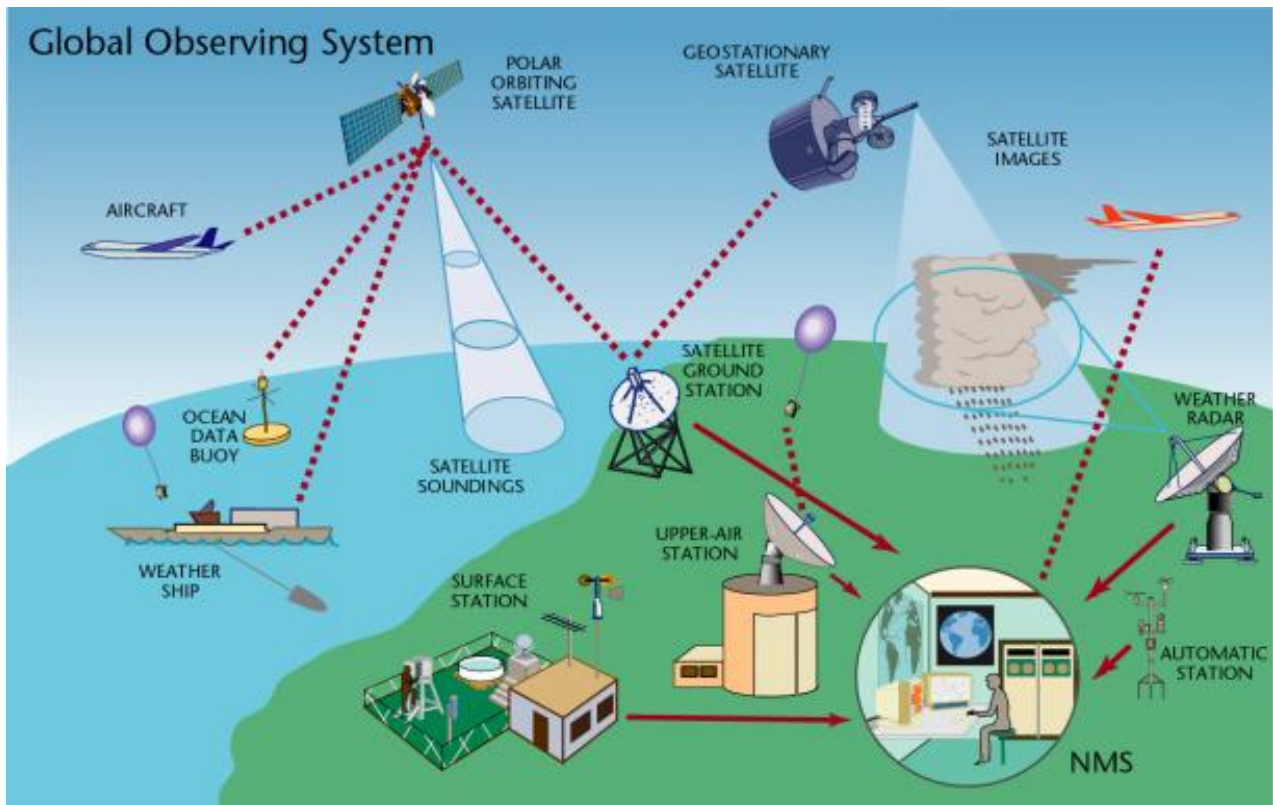 Global Observing System
POLAR
ORBITING
SATELLITE
GEOSTATIONARY
SATELLITE
SATELLITE
IMAGES
AIRCRAFT
SATELLITE
GROUND
STATION
WEATHER
RADAR
OCEAN
DATA
BUOY
SATELLITE
SOUNDINGS
UPPER-AIR
STATION
WEATHER
SHIP
SURFACE
STATION
AUTOMATIC
STATION
NMS